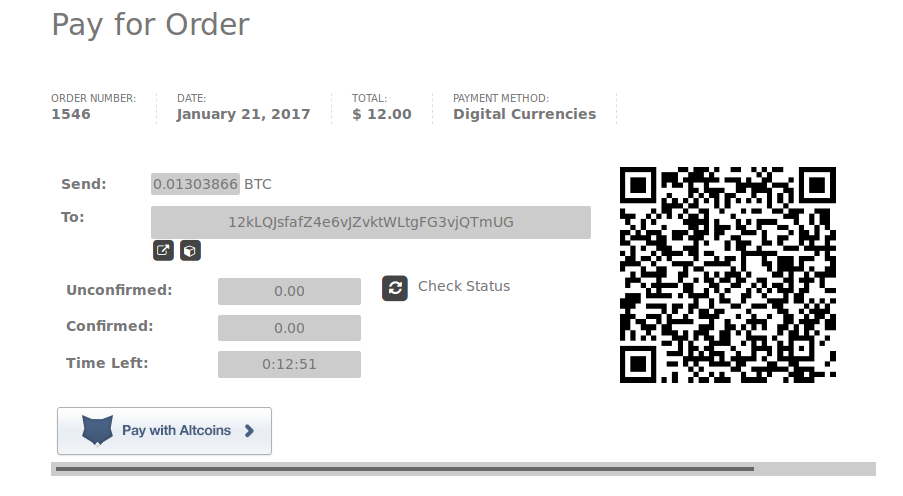 Pay for Order
ORDER NUMBER: DATE: TOTAL: PAYMENT METHOD:
1546 January 21, 2017 $ 12.00 Digital Currencies
Send: 0.01303866 BTC
To: 12kLQJsfafZ4e6vJZvktWLtgFG3vjQTmUG
Unconfirmed: 0.00 Check Status
Confirmed: 0.00
Time Left: 0:12:51
Pay with Altcoins